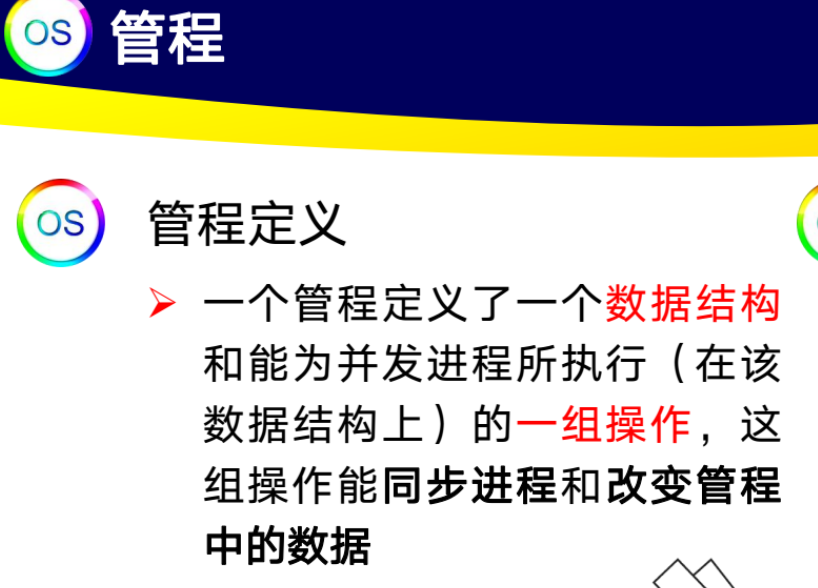 OS 管程
OS 管程定义
一个管程定义了一个数据结构
和能为并发进程所执行（在该
数据结构上）的一组操作，这
组操作能同步进程和改变管程
中的数据